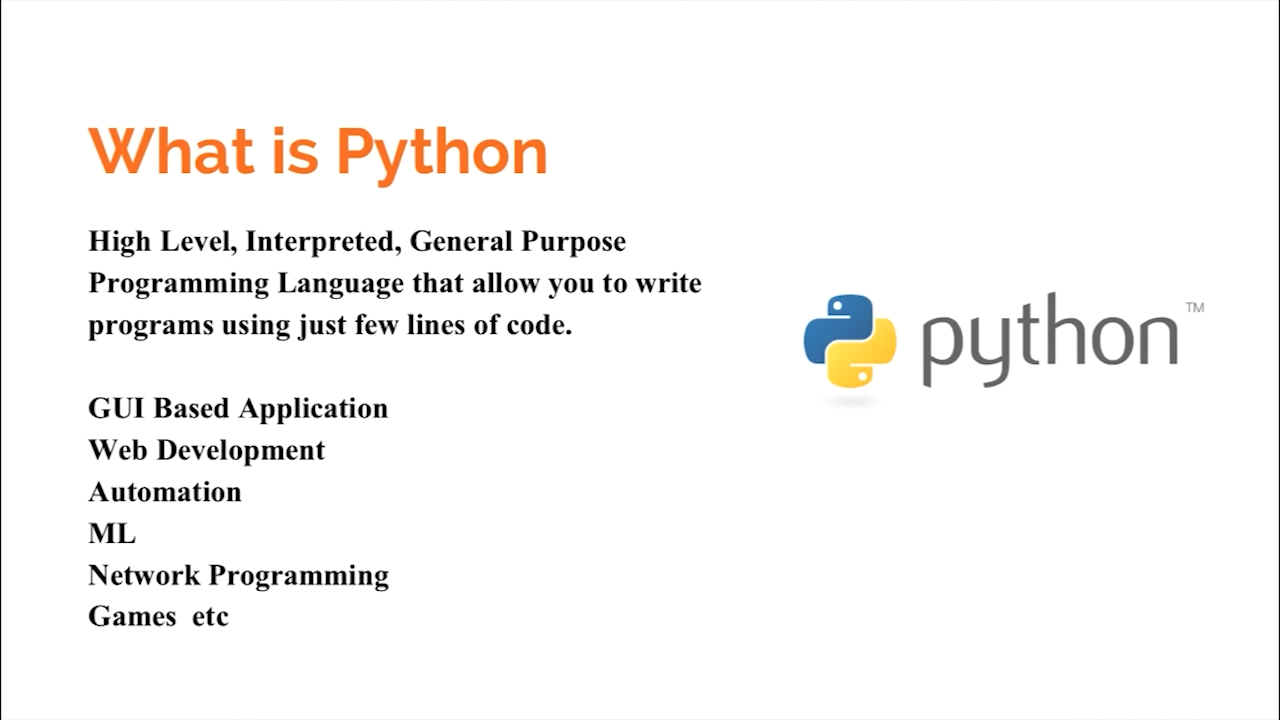 What is Python
High Level, Interpreted, General Purpose
Programming Language that allow you to write
programs using just few lines of code.
GUI Based Application
Web Development
Automation
ML
Network Programming
Games  etc
python™